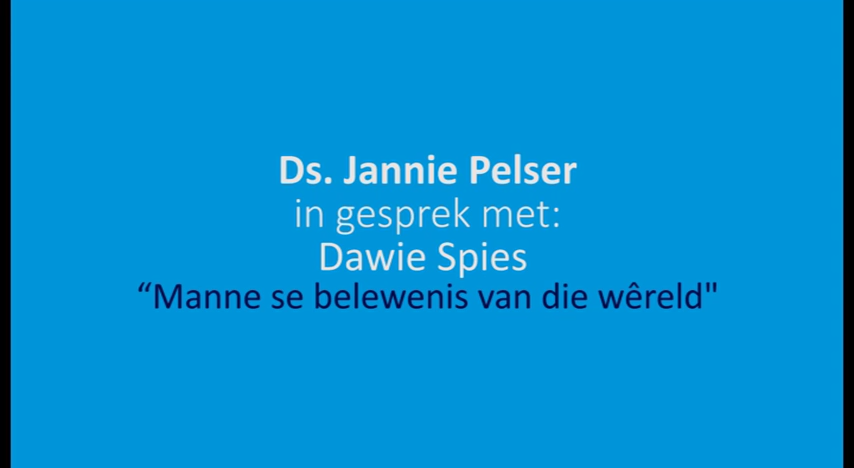 Ds. Jannie Pelser
in gesprek met:
Dawie Spies
“Manne se belewenis van die wêreld"